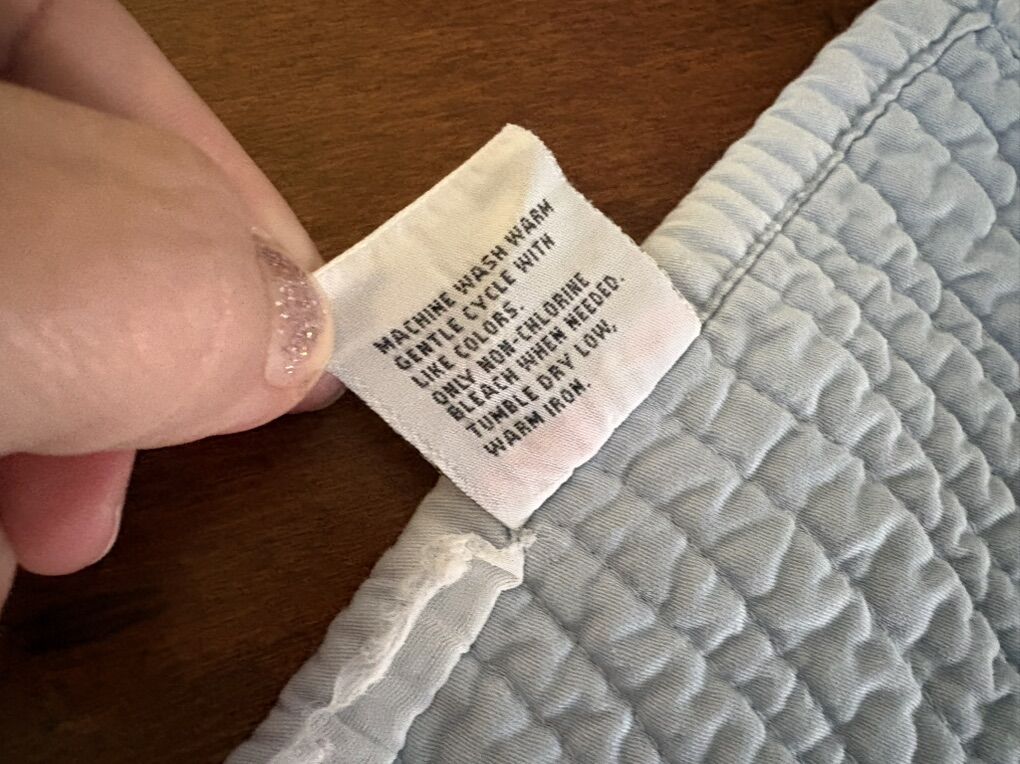 MACHINE WASH WARM
GENTLE CYCLE WITH
LIKE COLORS.
ONLY NON-CHLORINE
BLEACH WHEN NEEDED.
TUMBLE DRY LOW,
WARM IRON.